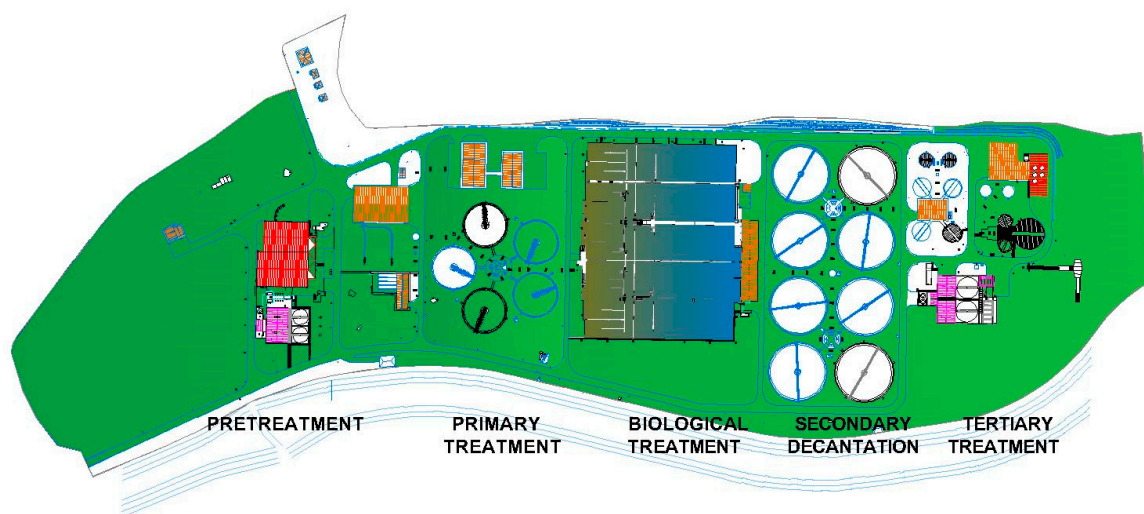 PRETREATMENT
PRIMARY
TREATMENT
BIOLOGICAL
TREATMENT
SECONDARY
DECANTATION
TERTIARY
TREATMENT